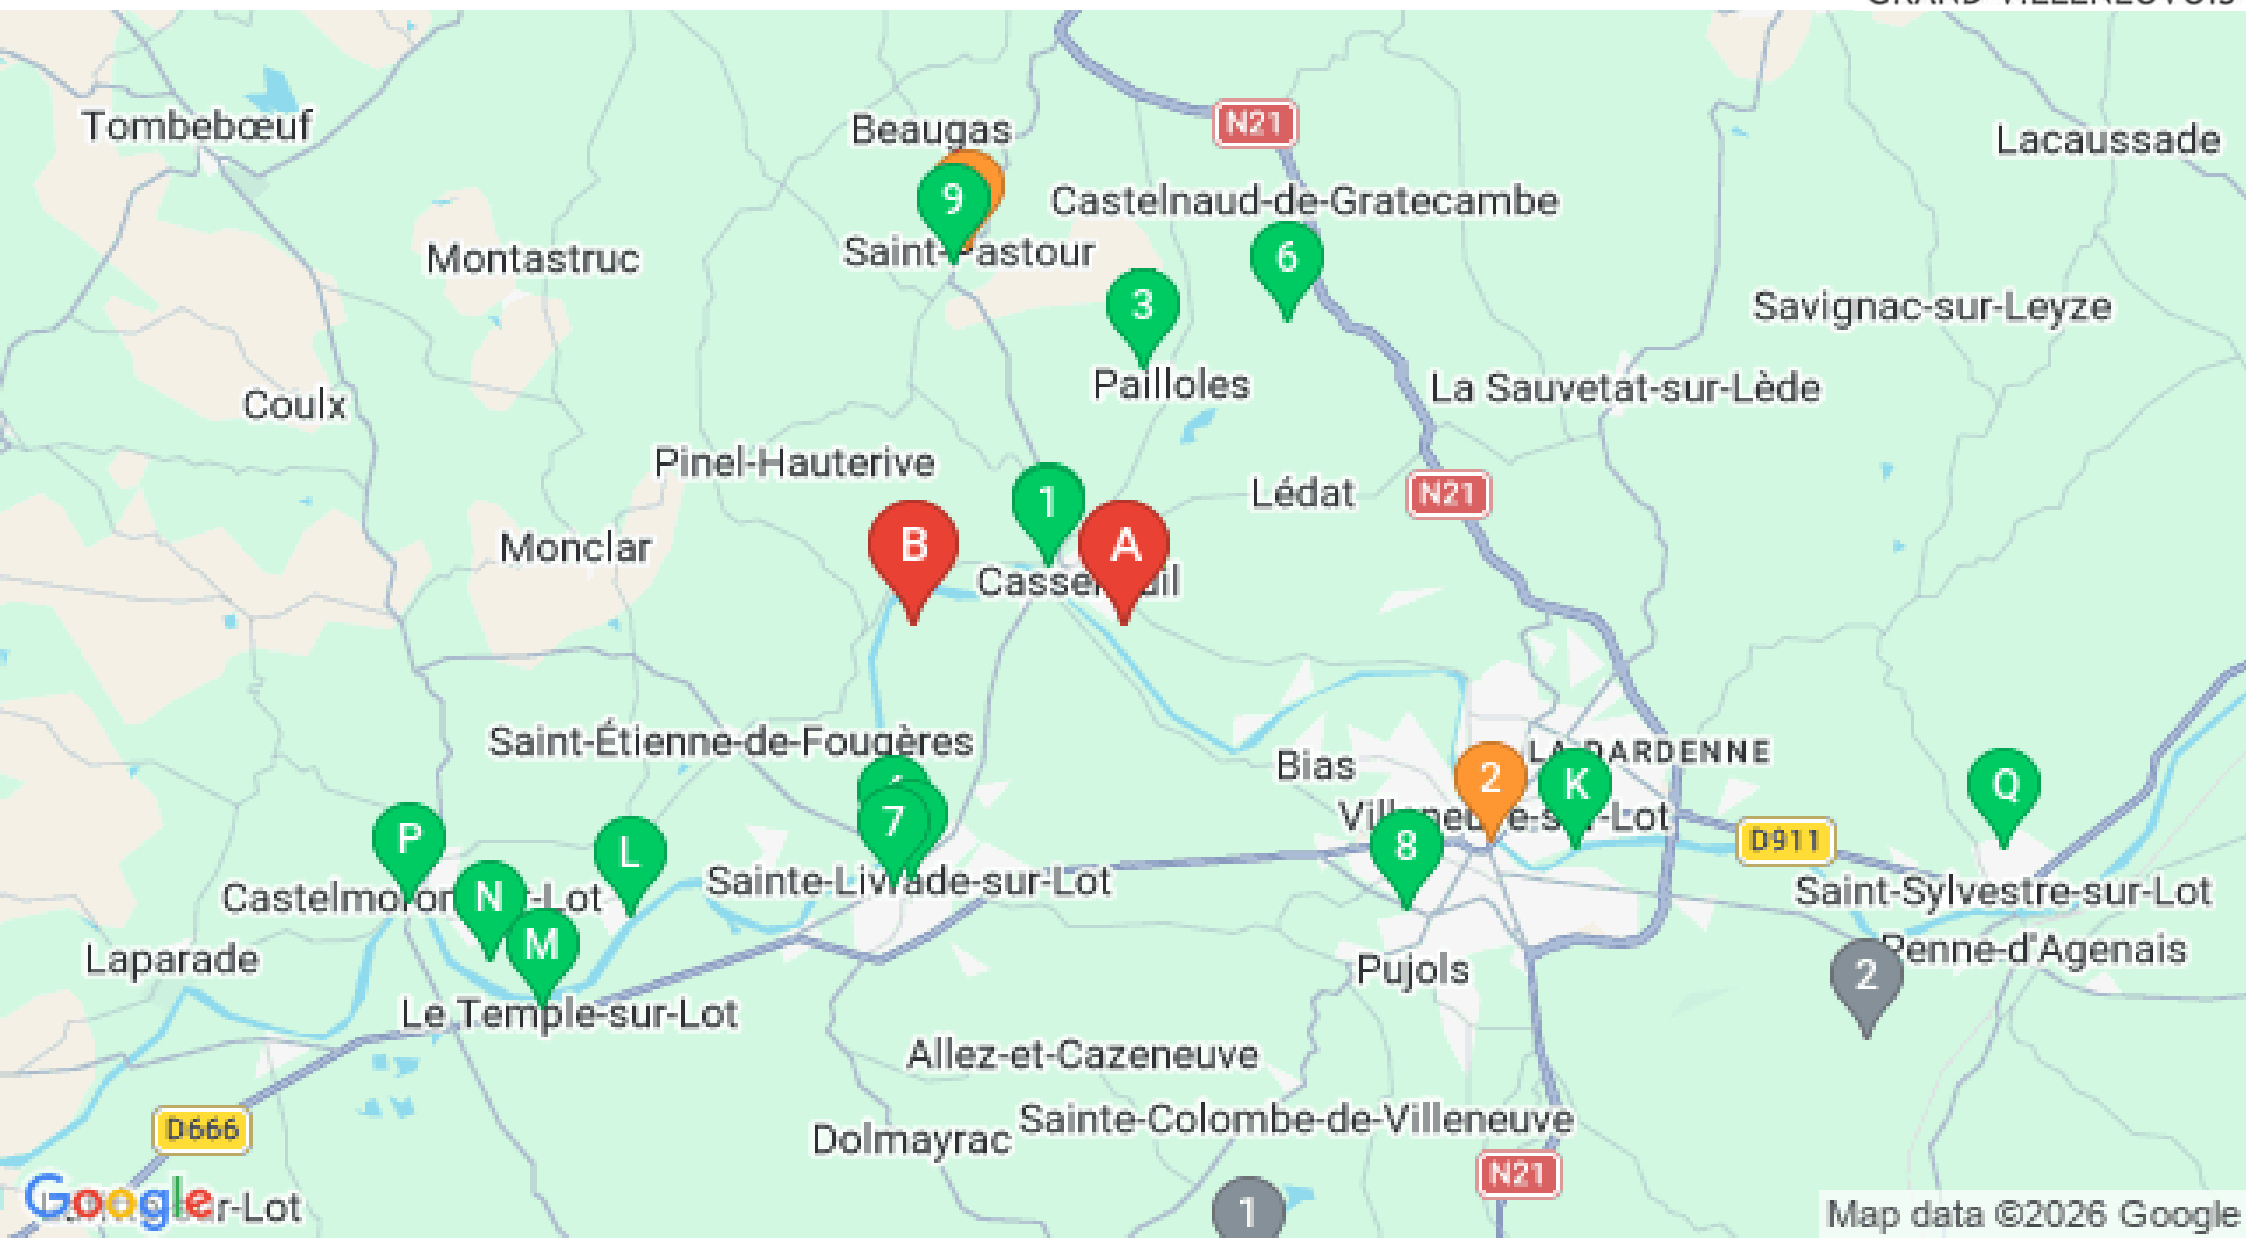 N21
Tombebœuf
Beaugas
Lacaussade
9
Castelnaud-de-Gratecambe
Saint-Pastour
6
Montastruc
3
Savignac-sur-Leyze
Pailloles
La Sauvetat-sur-Lède
Coulx
Pinel-Hauterive
1
Lédat
N21
Monclar
B
A
Casseneuil
Saint-Étienne-de-Fougères
LA DARDENNE
Bias
2
K
Q
7
Villeneuve-sur-Lot
P
L
8
D911
Sainte-Livrade-sur-Lot
Castelmoron-sur-Lot
N
Saint-Sylvestre-sur-Lot
M
Laparade
Penne-d'Agenais
Pujols
2
Le Temple-sur-Lot
Allez-et-Cazeneuve
D666
Sainte-Colombe-de-Villeneuve
Dolmayrac
N21
Google
r-Lot
1
Map data ©2026 Google